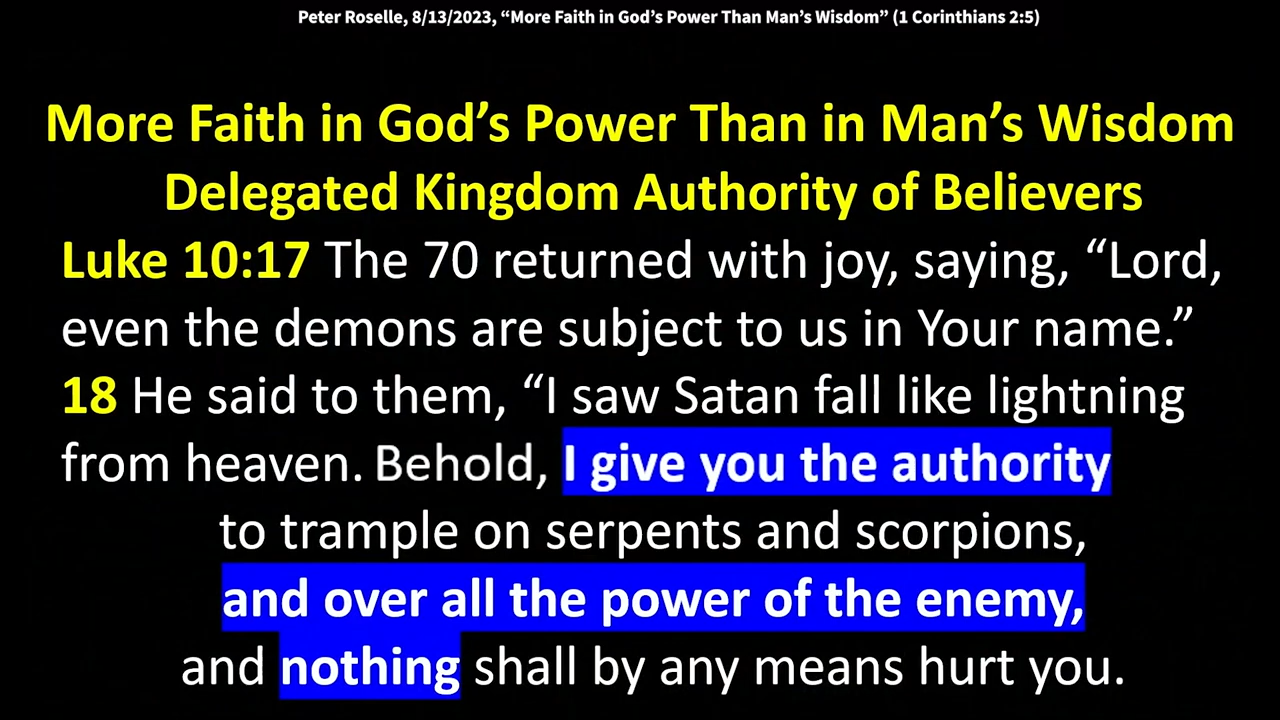 Peter Roselle, 8/13/2023, “More Faith in God’s Power Than Man’s Wisdom” (1 Corinthians 2:5)
More Faith in God’s Power Than in Man’s Wisdom
Delegated Kingdom Authority of Believers
Luke 10:17 The 70 returned with joy, saying, “Lord,
even the demons are subject to us in Your name.”
18 He said to them, “I saw Satan fall like lightning
from heaven. Behold, I give you the authority
to trample on serpents and scorpions,
and over all the power of the enemy,
and nothing shall by any means hurt you.